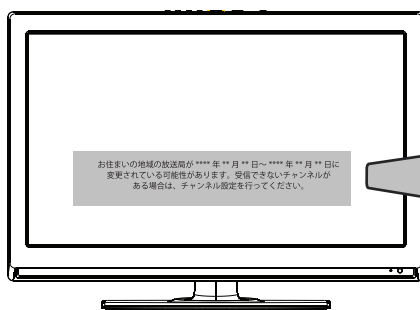 お住まいの地域の放送局が **** 年 ** 月 ** 日～ **** 年 ** 月 ** 日に
変更されている可能性があります。受信できないチャンネルが
ある場合は、チャンネル設定を行ってください。